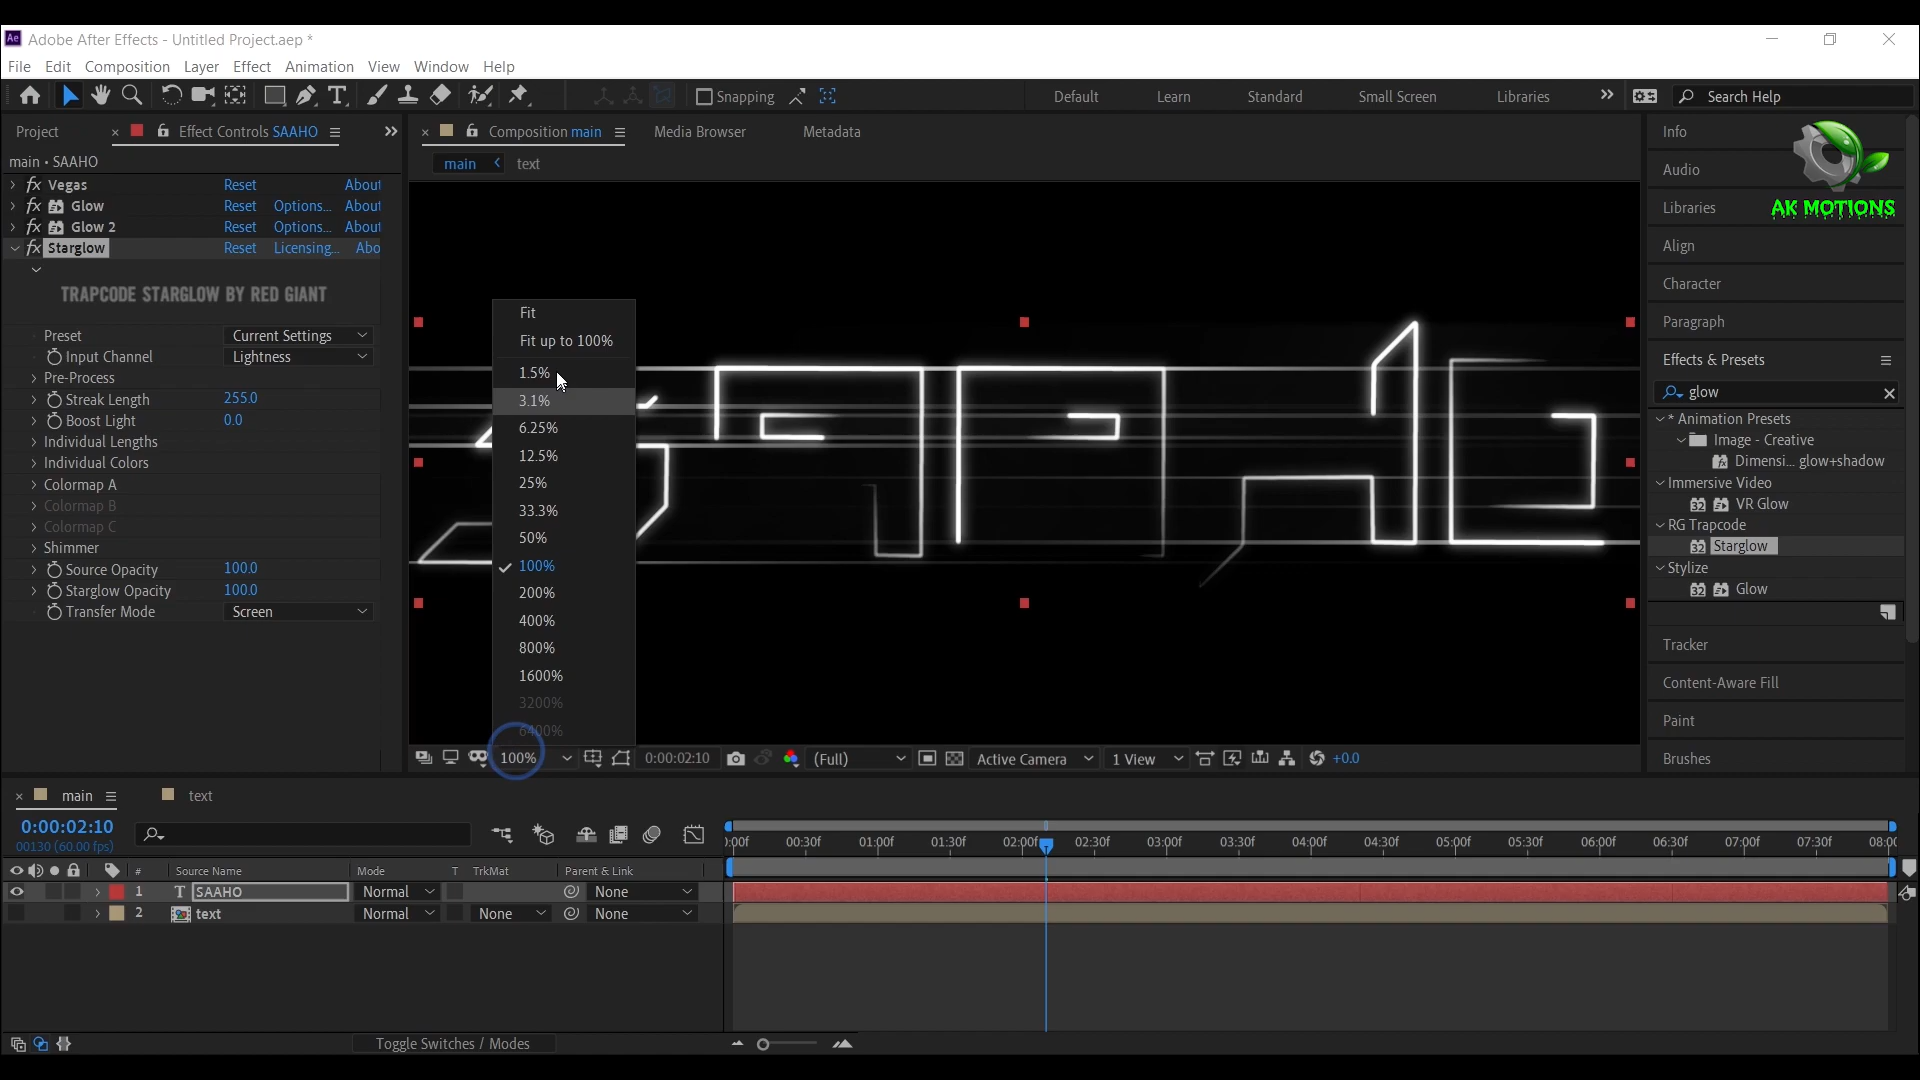 Ae Adobe After Effects - Untitled Project.aep *
File Edit Composition Layer Effect Animation View Window Help
Snapping Default Learn Standard Small Screen Libraries Search Help
Project Effect Controls SAAHO
main • SAAHO
fx Vegas Reset About
fx Glow Reset Options... About
fx Glow 2 Reset Options... About
fx Starglow Reset Licensing... Abo
TRAPCODE STARGLOW BY RED GIANT
Preset Current Settings
Input Channel Lightness
Pre-Process
Streak Length 255.0
Boost Light 0.0
Individual Lengths
Individual Colors
Colormap A
Colormap B
Colormap C
Shimmer
Source Opacity 100.0
Starglow Opacity 100.0
Transfer Mode Screen
Composition main Media Browser Metadata
main text
Fit
Fit up to 100%
1.5%
3.1%
6.25%
12.5%
25%
33.3%
50%
100%
200%
400%
800%
1600%
3200%
6400%
100% 0:00:02:10 (Full) Active Camera 1 View +0.0
Info
Audio
Libraries
AK MOTIONS
Align
Character
Paragraph
Effects & Presets
glow
* Animation Presets
Image - Creative
Dimensi... glow+shadow
Immersive Video
32 VR Glow
RG Trapcode
32 Starglow
Stylize
32 Glow
Tracker
Content-Aware Fill
Paint
Brushes
main text
0:00:02:10
00130 (60.00 fps)
):00f 00:30f 01:00f 01:30f 02:00f 02:30f 03:00f 03:30f 04:00f 04:30f 05:00f 05:30f 06:00f 06:30f 07:00f 07:30f 08:00
# Source Name Mode T TrkMat Parent & Link
1 T SAAHO Normal None
2 text Normal None None
Toggle Switches / Modes